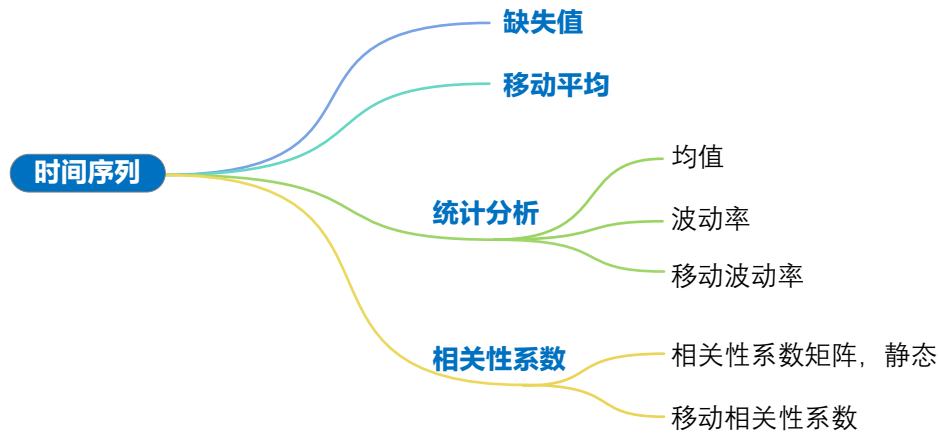 缺失值
移动平均
时间序列
统计分析
均值
波动率
移动波动率
相关性系数
相关性系数矩阵，静态
移动相关性系数